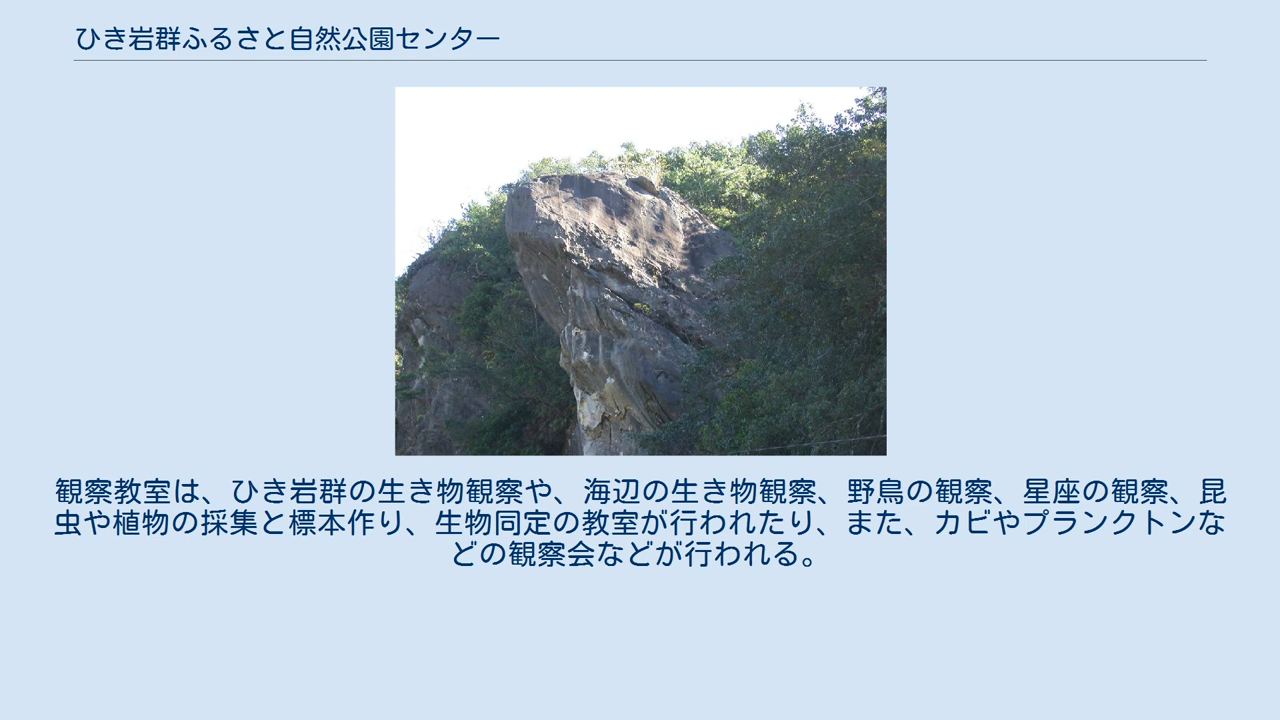 ひき岩群ふるさと自然公園センター
観察教室は、ひき岩群の生き物観察や、海辺の生き物観察、野鳥の観察、星座の観察、昆
虫や植物の採集と標本作り、生物同定の教室が行われたり、また、カビやプランクトンな
どの観察会などが行われる。